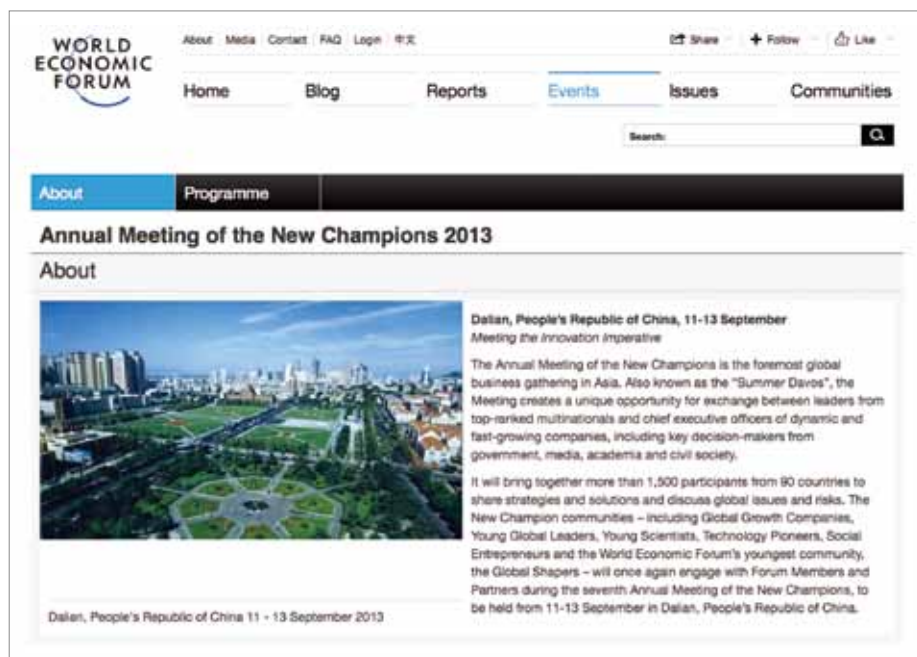 WORLD
ECONOMIC
FORUM
About Media Contact FAQ Login 中文
Share Follow Like
Home Blog Reports Events Issues Communities
Search:
About Programme
Annual Meeting of the New Champions 2013
About
Dalian, People's Republic of China, 11-13 September
Meeting the Innovation Imperative
The Annual Meeting of the New Champions is the foremost global
business gathering in Asia. Also known as the "Summer Davos", the
Meeting creates a unique opportunity for exchange between leaders from
top-ranked multinationals and chief executive officers of dynamic and
fast-growing companies, including key decision-makers from
government, media, academia and civil society.
It will bring together more than 1,500 participants from 90 countries to
share strategies and solutions and discuss global issues and risks. The
New Champion communities – including Global Growth Companies,
Young Global Leaders, Young Scientists, Technology Pioneers, Social
Entrepreneurs and the World Economic Forum's youngest community,
the Global Shapers – will once again engage with Forum Members and
Partners during the seventh Annual Meeting of the New Champions, to
be held from 11-13 September in Dalian, People's Republic of China.
Dalian, People's Republic of China 11 - 13 September 2013